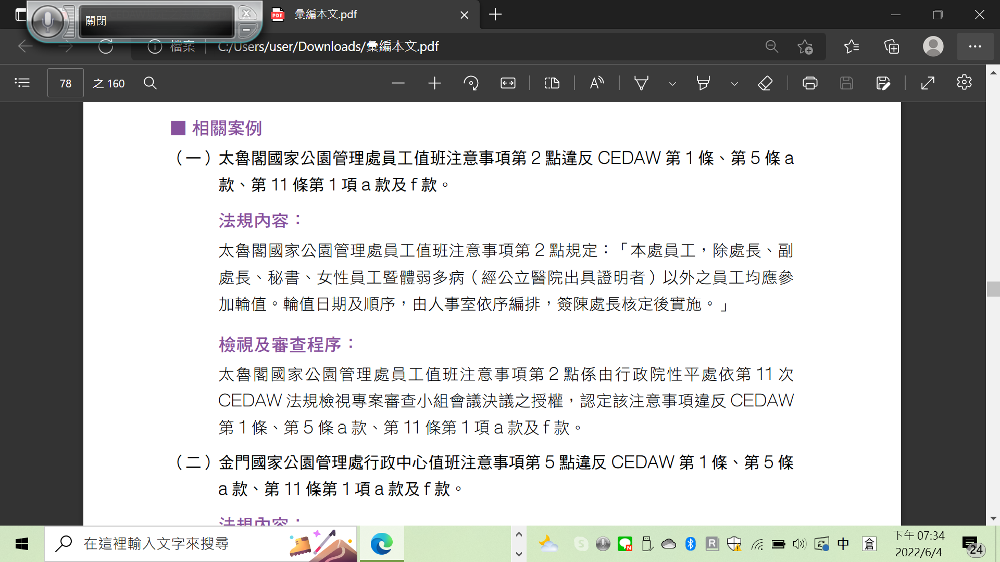 關閉
彙編本文.pdf
檔案
C:/Users/user/Downloads/彙編本文.pdf
78 之 160
■ 相關案例
（一）太魯閣國家公園管理處員工值班注意事項第 2 點違反 CEDAW 第 1 條、第 5 條 a
款、第 11 條第 1 項 a 款及 f 款。
法規內容：
太魯閣國家公園管理處員工值班注意事項第 2 點規定：「本處員工，除處長、副
處長、秘書、女性員工暨體弱多病（經公立醫院出具證明者）以外之員工均應參
加輪值。輪值日期及順序，由人事室依序編排，簽陳處長核定後實施。」
檢視及審查程序：
太魯閣國家公園管理處員工值班注意事項第 2 點係由行政院性平處依第 11 次
CEDAW 法規檢視專案審查小組會議決議之授權，認定該注意事項違反 CEDAW
第 1 條、第 5 條 a 款、第 11 條第 1 項 a 款及 f 款。
（二）金門國家公園管理處行政中心值班注意事項第 5 點違反 CEDAW 第 1 條、第 5 條
a 款、第 11 條第 1 項 a 款及 f 款。
法規內容：
在這裡輸入文字來搜尋
中
倉
下午 07:34
2022/6/4
24